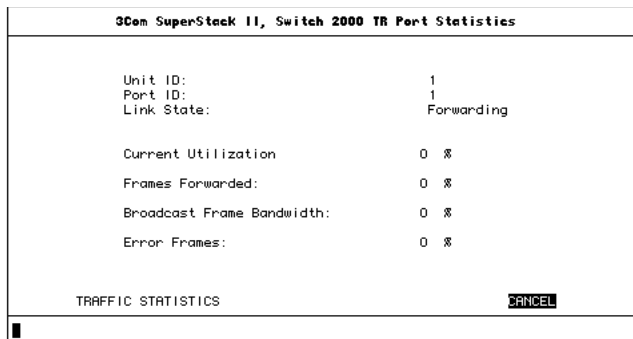 3Com SuperStack II, Switch 2000 TR Port Statistics
Unit ID: 1
Port ID: 1
Link State: Forwarding
Current Utilization 0 %
Frames Forwarded: 0 %
Broadcast Frame Bandwidth: 0 %
Error Frames: 0 %
TRAFFIC STATISTICS CANCEL